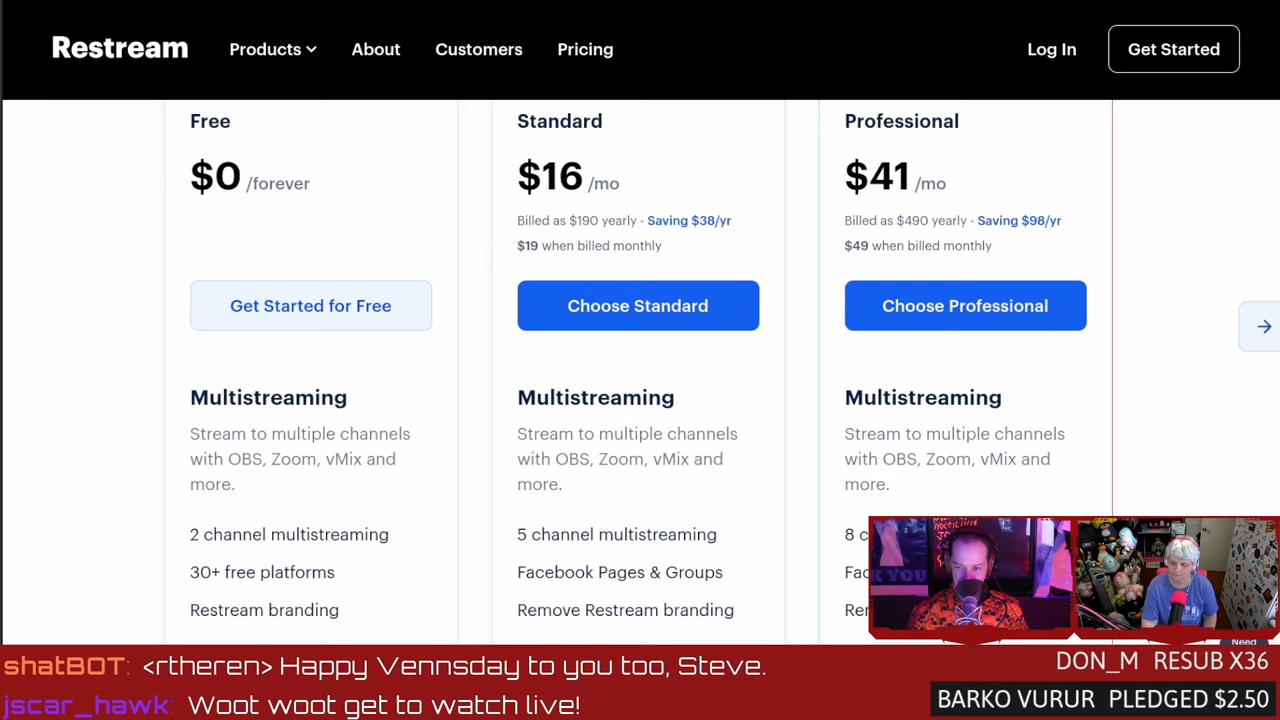 Restream
Products
About
Customers
Pricing
Log In
Get Started
Free
$0 /forever
Get Started for Free
Multistreaming
Stream to multiple channels
with OBS, Zoom, vMix and
more.
2 channel multistreaming
30+ free platforms
Restream branding
Standard
$16 /mo
Billed as $190 yearly - Saving $38/yr
$19 when billed monthly
Choose Standard
Multistreaming
Stream to multiple channels
with OBS, Zoom, vMix and
more.
5 channel multistreaming
Facebook Pages & Groups
Remove Restream branding
Professional
$41 /mo
Billed as $490 yearly - Saving $98/yr
$49 when billed monthly
Choose Professional
Multistreaming
Stream to multiple channels
with OBS, Zoom, vMix and
more.
8 c
Fac
Rer
Need
shatBOT: <rtheren> Happy Vennsday to you too, Steve.
jscar_hawk: Woot woot get to watch live!
DON_M RESUB X36
BARKO VURUR PLEDGED $2.50